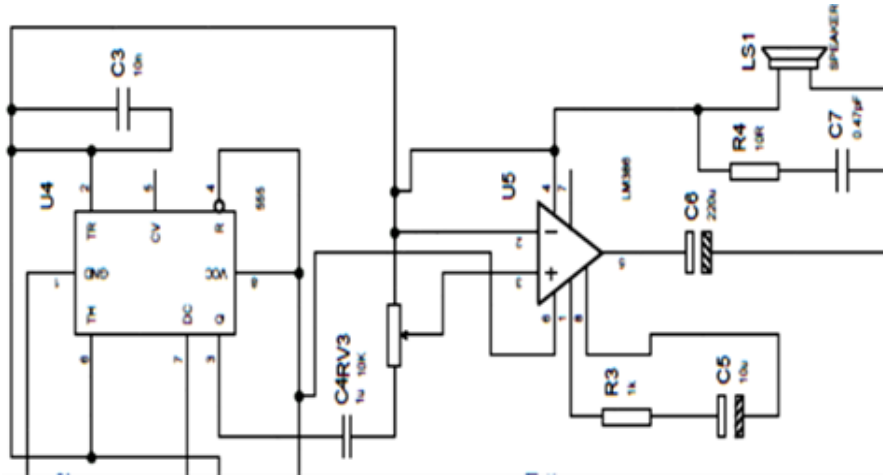 C3
10n
U4
2
5
4
555
TR
CV
R
GND
VCC
TH
DC
Q
1
8
6
7
3
C4
1u
RV3
10K
U5
4
7
LM386
2
3
5
6
1
8
LS1
SPEAKER
R4
10R
C7
0.47pF
C6
220u
R3
1k
C5
10u